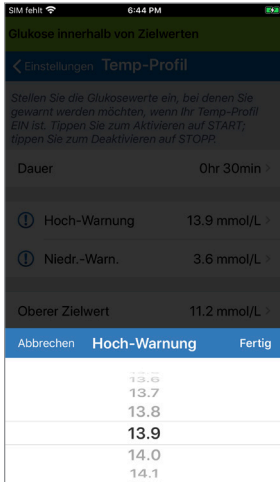 SIM fehlt 6:44 PM
Glukose innerhalb von Zielwerten
Einstellungen Temp-Profil
Stellen Sie die Glukosewerte ein, bei denen Sie
gewarnt werden möchten, wenn Ihr Temp-Profil
EIN ist. Tippen Sie zum Aktivieren auf START;
tippen Sie zum Deaktivieren auf STOPP.
Dauer 0hr 30min
Hoch-Warnung 13.9 mmol/L
Niedr.-Warn. 3.6 mmol/L
Oberer Zielwert 11.2 mmol/L
Abbrechen Hoch-Warnung Fertig
13.6
13.7
13.8
13.9
14.0
14.1